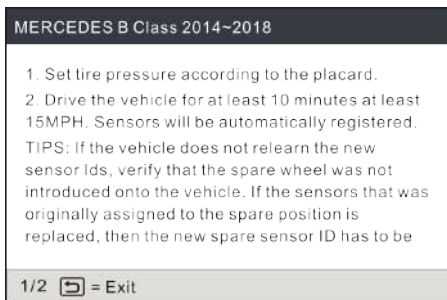 MERCEDES B Class 2014~2018
1. Set tire pressure according to the placard.
2. Drive the vehicle for at least 10 minutes at least
15MPH. Sensors will be automatically registered.
TIPS: If the vehicle does not relearn the new
sensor Ids, verify that the spare wheel was not
introduced onto the vehicle. If the sensors that was
originally assigned to the spare position is
replaced, then the new spare sensor ID has to be
1/2 = Exit